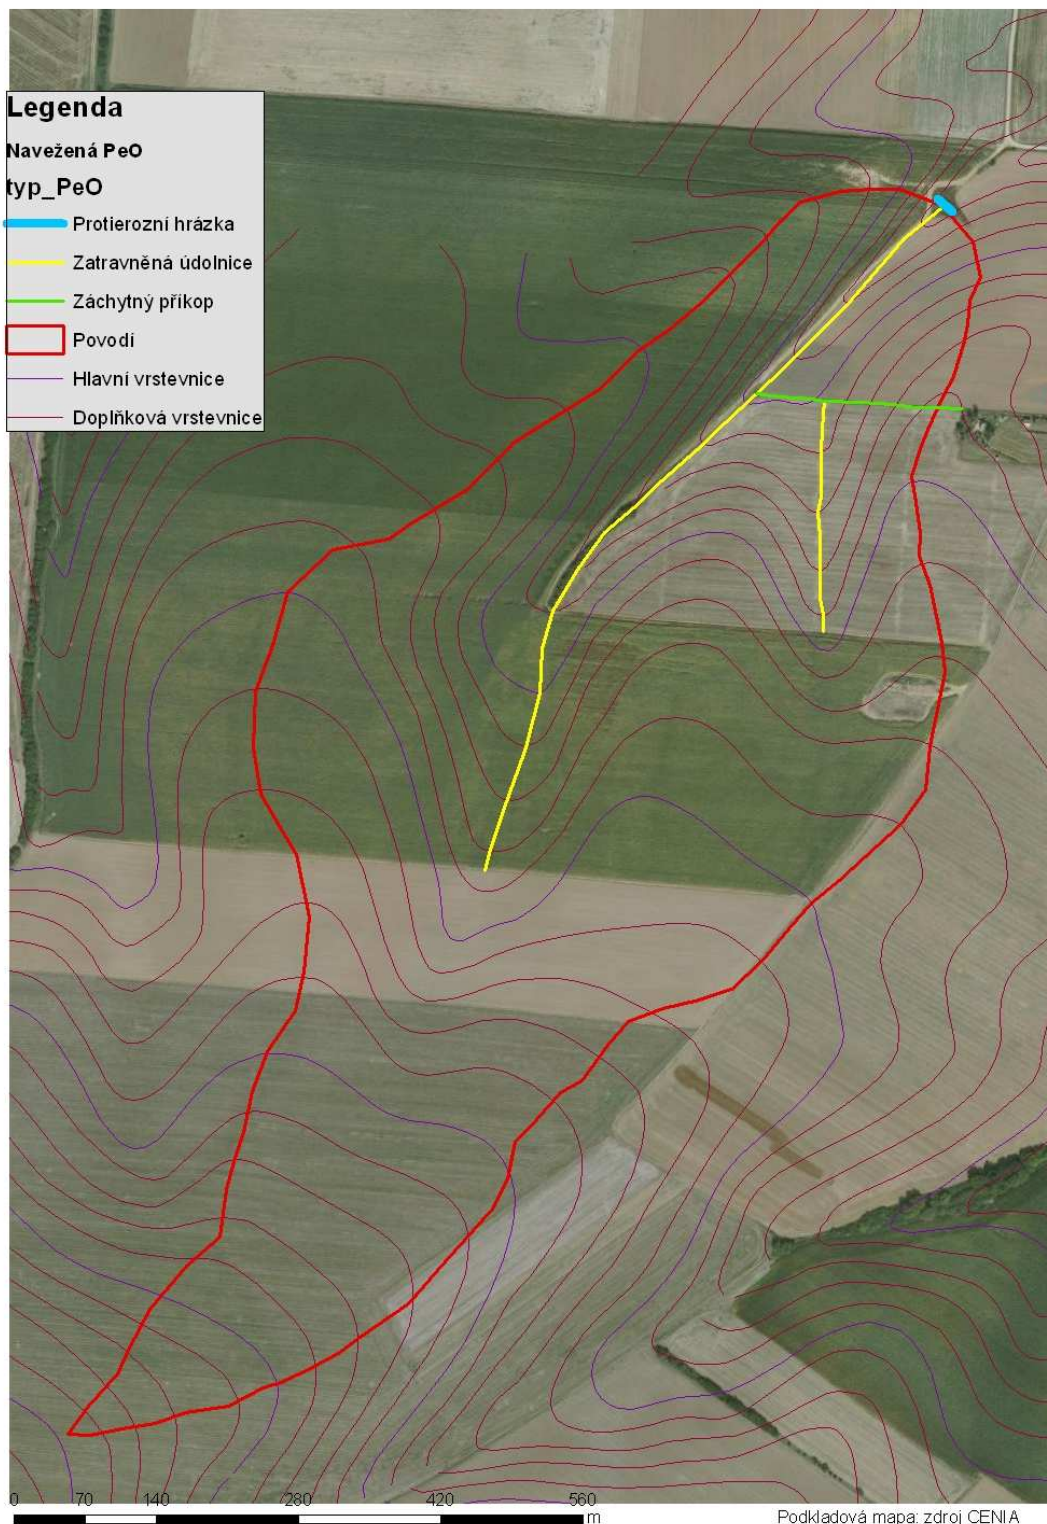 Legenda
Navežená PeO
typ_PeO
Protierozní hrázka
Zatravněná údolnice
Záchytný příkop
Povodí
Hlavní vrstevnice
Doplňková vrstevnice
0 70 140 280 420 560
m
Podkladová mapa: zdroj CENIA